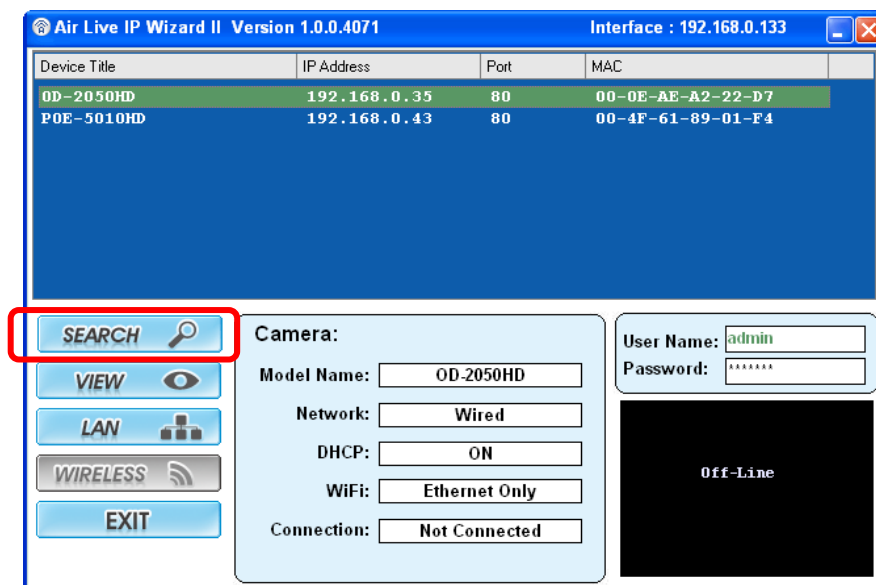 Air Live IP Wizard II Version 1.0.0.4071 Interface : 192.168.0.133
Device Title IP Address Port MAC
OD-2050HD 192.168.0.35 80 00-0E-AE-A2-22-D7
POE-5010HD 192.168.0.43 80 00-4F-61-89-01-F4
SEARCH
VIEW
LAN
WIRELESS
EXIT
Camera:
Model Name: OD-2050HD
Network: Wired
DHCP: ON
WiFi: Ethernet Only
Connection: Not Connected
User Name: admin
Password: *******
Off-Line